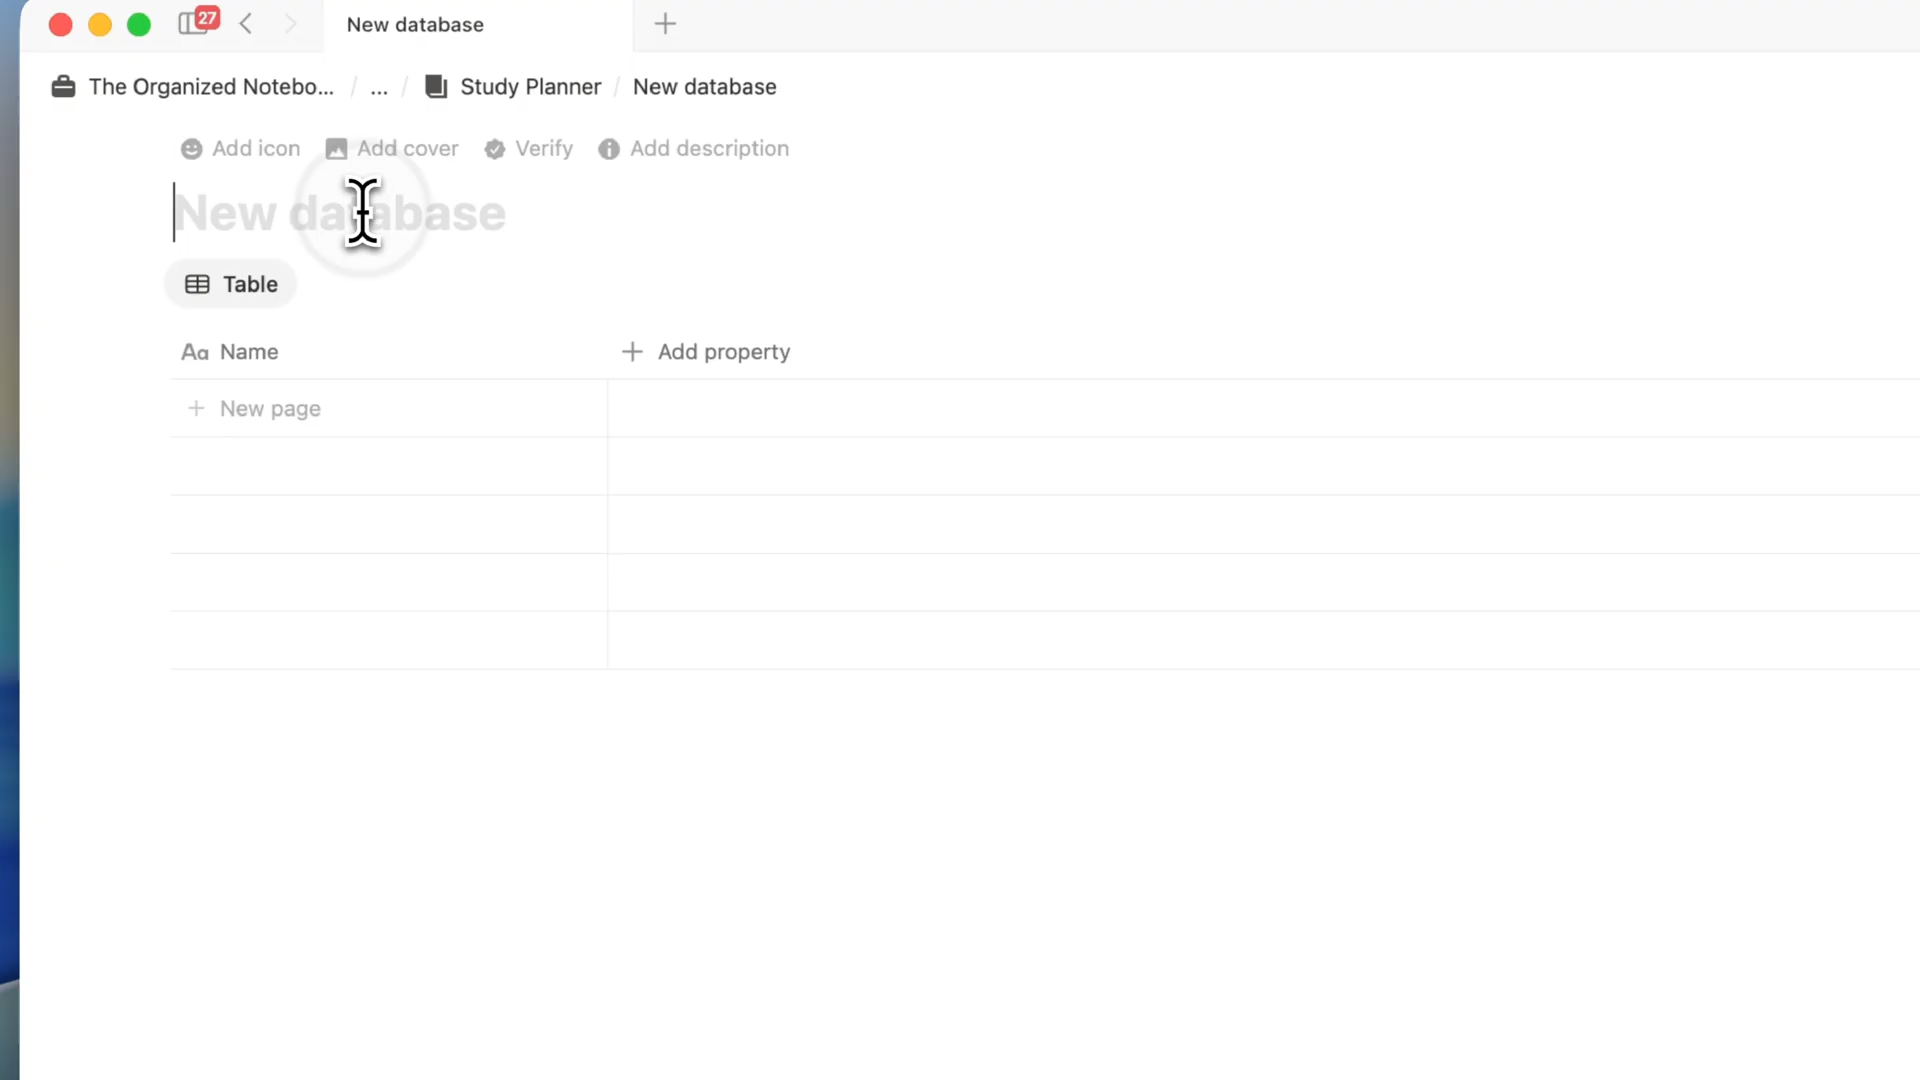 27
New database
The Organized Notebo... / ... / Study Planner / New database
Add icon Add cover Verify Add description
New database
Table
Aa Name Add property
New page